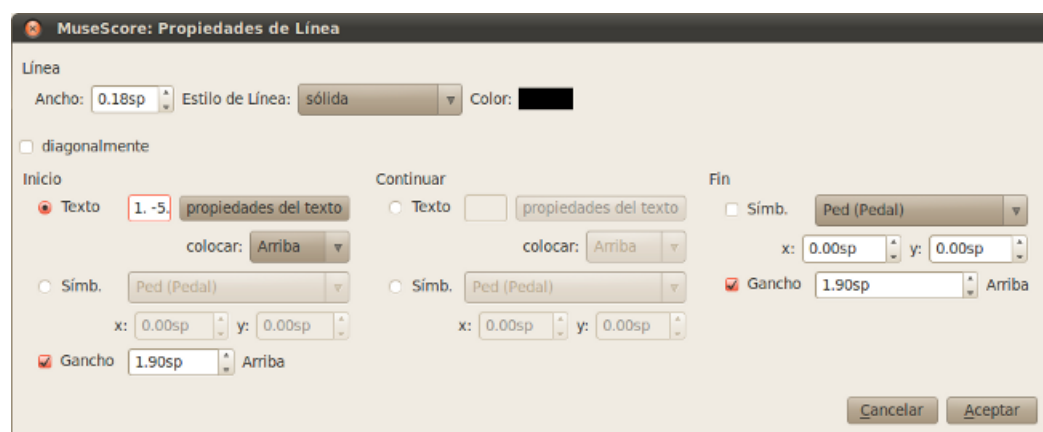 MuseScore: Propiedades de Línea
Línea
Ancho: 0.18sp Estilo de Línea: sólida Color:
diagonalmente
Inicio Continuar Fin
Texto 1. -5. propiedades del texto Texto propiedades del texto Símb. Ped (Pedal)
colocar: Arriba colocar: Arriba x: 0.00sp y: 0.00sp
Símb. Ped (Pedal) Símb. Ped (Pedal) Gancho 1.90sp Arriba
x: 0.00sp y: 0.00sp x: 0.00sp y: 0.00sp
Gancho 1.90sp Arriba
Cancelar Aceptar